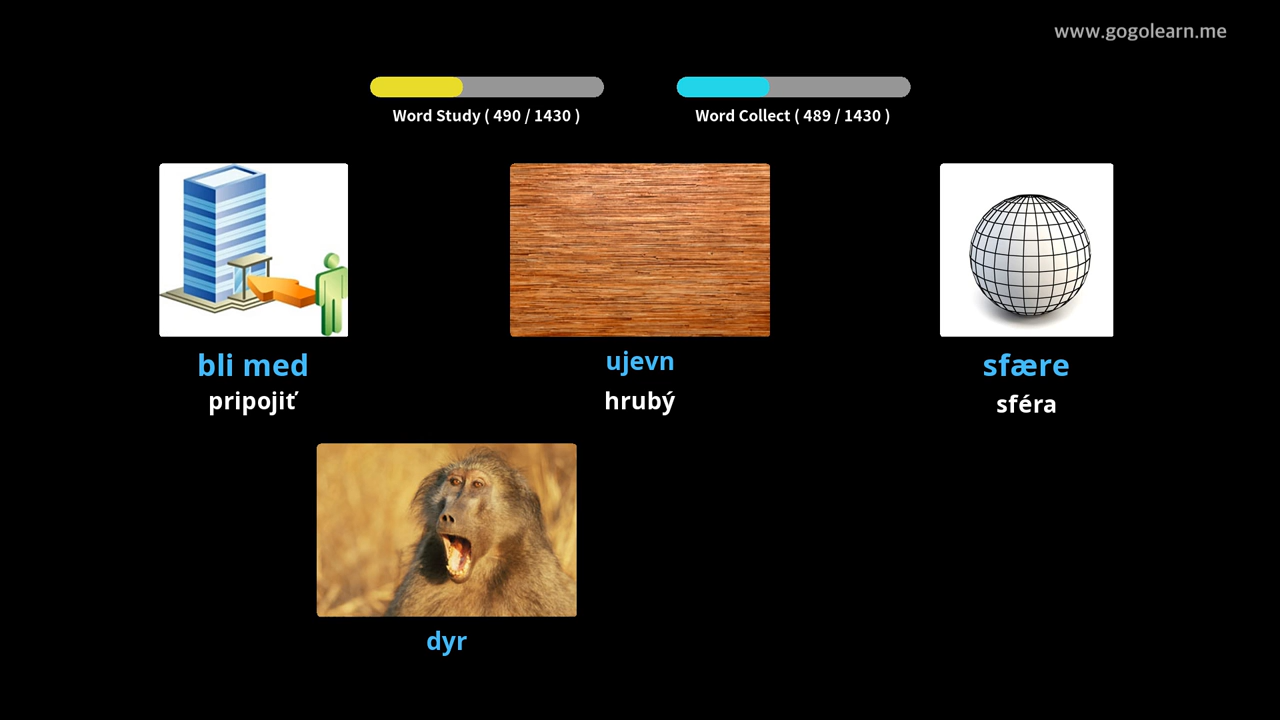 www.gogolearn.me
Word Study ( 490 / 1430 )
Word Collect ( 489 / 1430 )
bli med
ujevn
sfære
pripojiť
hrubý
sféra
dyr